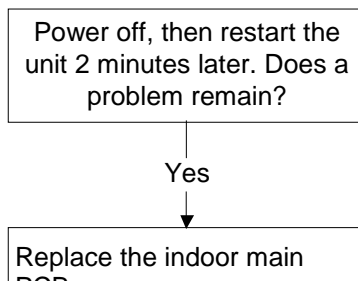 Power off, then restart the
unit 2 minutes later. Does a
problem remain?
Yes
Replace the indoor main